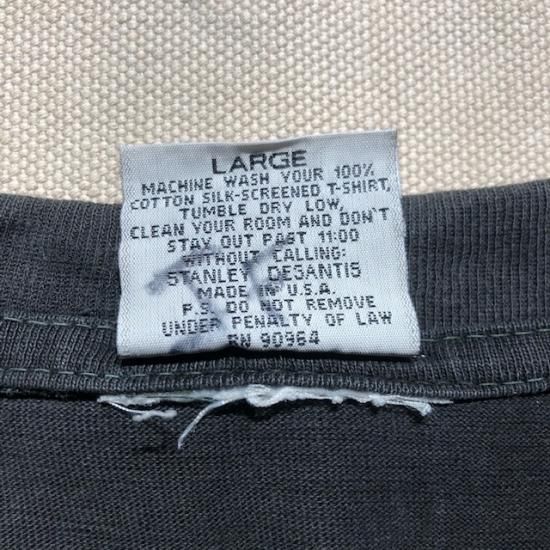 LARGE
MACHINE WASH YOUR 100%
COTTON SILK-SCREENED T-SHIRT,
TUMBLE DRY LOW,
CLEAN YOUR ROOM AND DON'T
STAY OUT PAST 11:00
WITHOUT CALLING:
STANLEY DESANTIS
MADE IN U.S.A.
P.S. DO NOT REMOVE
UNDER PENALTY OF LAW
RN 90964